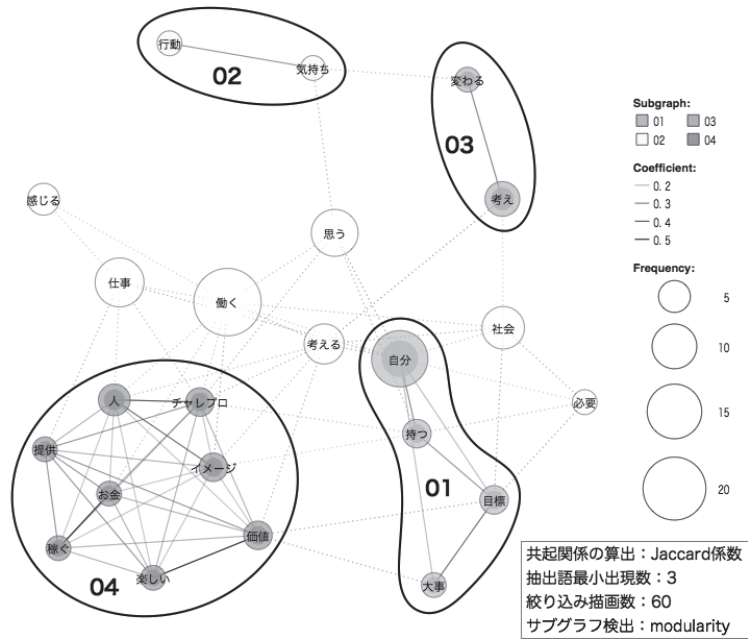 行動
気持ち
02
変わる
03
考え
Subgraph:
01 03
02 04
Coefficient:
0. 2
0. 3
0. 4
0. 5
Frequency:
5
10
15
20
感じる
思う
仕事
働く
社会
考える
自分
必要
人
チャレプロ
持つ
提供
イメージ
お金
01
目標
稼ぐ
価値
楽しい
04
大事
共起関係の算出：Jaccard係数
抽出語最小出現数：3
絞り込み描画数：60
サブグラフ検出：modularity